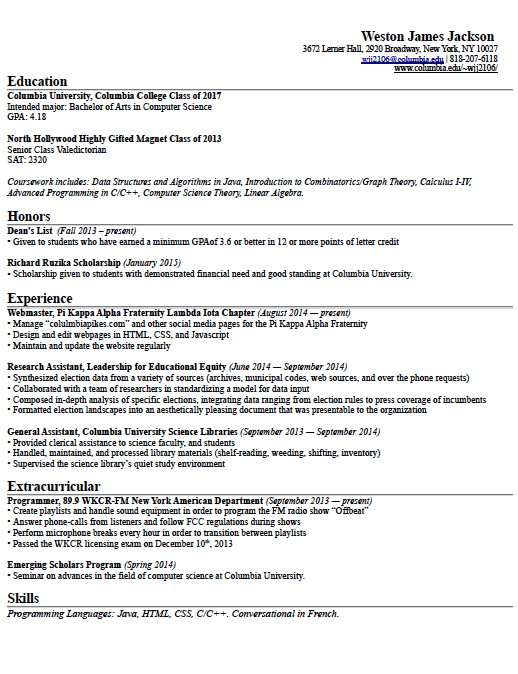 Weston James Jackson
3672 Lerner Hall, 2920 Broadway, New York, NY 10027
wjj2106@columbia.edu | 818-207-6118
www.columbia.edu/~wjj2106/
Education
Columbia University, Columbia College Class of 2017
Intended major: Bachelor of Arts in Computer Science
GPA: 4.18
North Hollywood Highly Gifted Magnet Class of 2013
Senior Class Valedictorian
SAT: 2320
Coursework includes: Data Structures and Algorithms in Java, Introduction to Combinatorics/Graph Theory, Calculus I-IV,
Advanced Programming in C/C++, Computer Science Theory, Linear Algebra.
Honors
Dean's List (Fall 2013 – present)
• Given to students who have earned a minimum GPAof 3.6 or better in 12 or more points of letter credit
Richard Ruzika Scholarship (January 2015)
• Scholarship given to students with demonstrated financial need and good standing at Columbia University.
Experience
Webmaster, Pi Kappa Alpha Fraternity Lambda Iota Chapter (August 2014 — present)
• Manage “colulmbiapikes.com” and other social media pages for the Pi Kappa Alpha Fraternity
• Design and edit webpages in HTML, CSS, and Javascript
• Maintain and update the website regularly
Research Assistant, Leadership for Educational Equity (June 2014 — September 2014)
• Synthesized election data from a variety of sources (archives, municipal codes, web sources, and over the phone requests)
• Collaborated with a team of researchers in standardizing a model for data input
• Composed in-depth analysis of specific elections, integrating data ranging from election rules to press coverage of incumbents
• Formatted election landscapes into an aesthetically pleasing document that was presentable to the organization
General Assistant, Columbia University Science Libraries (September 2013 — September 2014)
• Provided clerical assistance to science faculty, and students
• Handled, maintained, and processed library materials (shelf-reading, weeding, shifting, inventory)
• Supervised the science library’s quiet study environment
Extracurricular
Programmer, 89.9 WKCR-FM New York American Department (September 2013 — present)
• Create playlists and handle sound equipment in order to program the FM radio show “Offbeat”
• Answer phone-calls from listeners and follow FCC regulations during shows
• Perform microphone breaks every hour in order to transition between playlists
• Passed the WKCR licensing exam on December 10th, 2013
Emerging Scholars Program (Spring 2014)
• Seminar on advances in the field of computer science at Columbia University.
Skills
Programming Languages: Java, HTML, CSS, C/C++. Conversational in French.